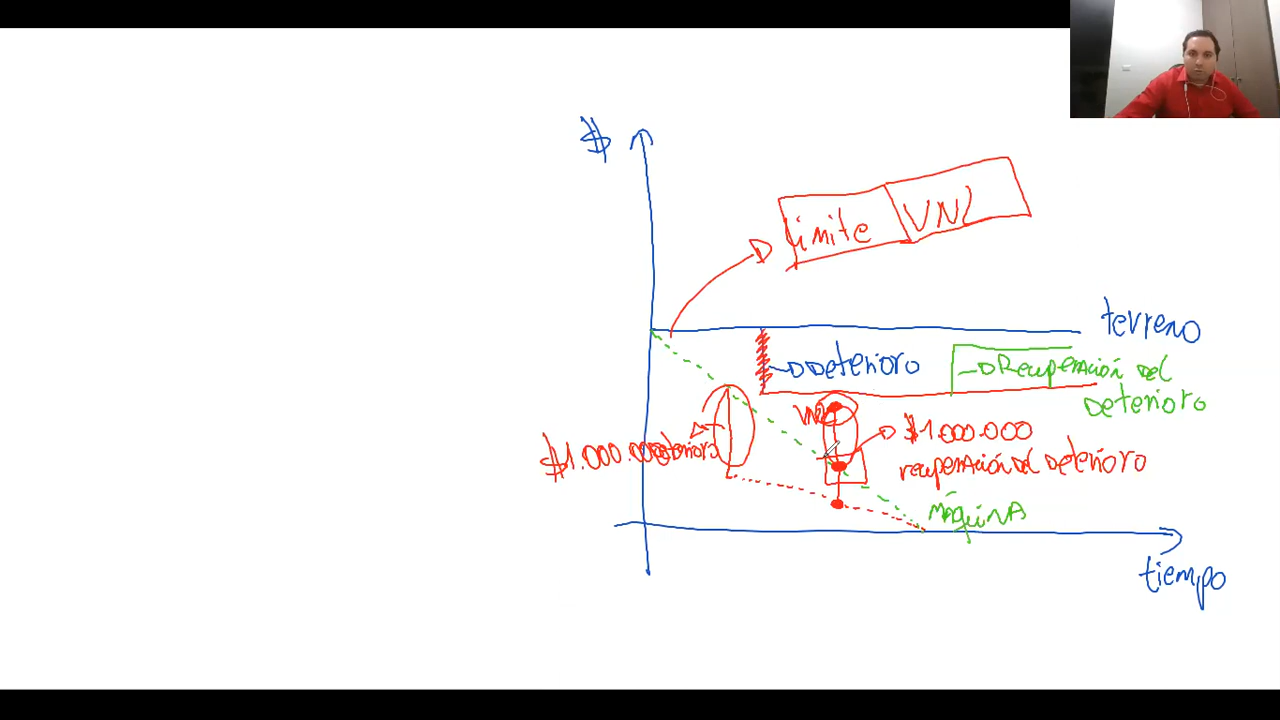 $
límite VNL
terreno
Deterioro
Recuperación del
Deterioro
VNL
$1.000.000
$1.000.000 deterioro
recuperación del deterioro
MÁQUINA
tiempo